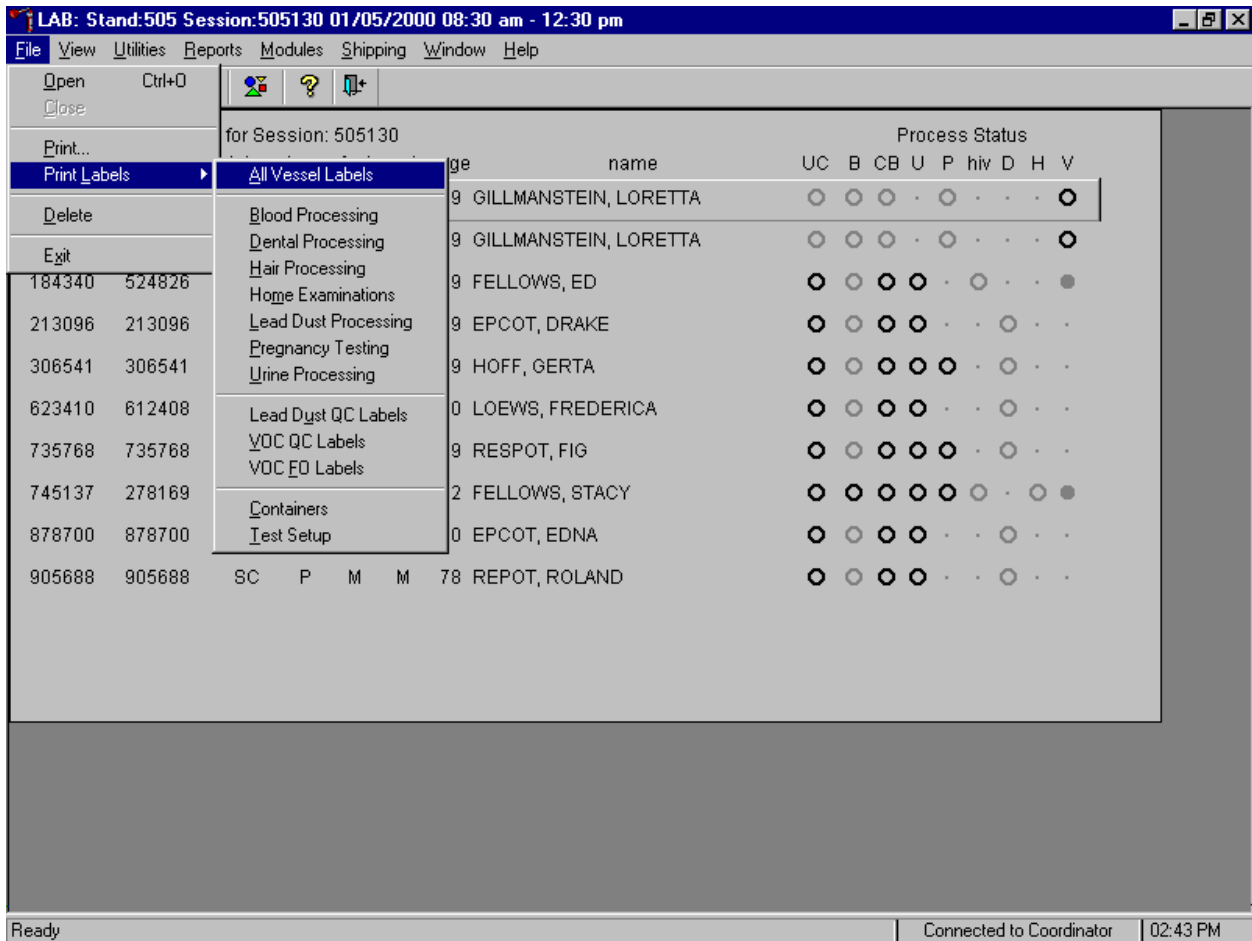 LAB: Stand:505 Session:505130 01/05/2000 08:30 am - 12:30 pm
File View Utilities Reports Modules Shipping Window Help
Open Ctrl+O
Close
Print...
Print Labels
Delete
Exit
All Vessel Labels
Blood Processing
Dental Processing
Hair Processing
Home Examinations
Lead Dust Processing
Pregnancy Testing
Urine Processing
Lead Dust QC Labels
VOC QC Labels
VOC FO Labels
Containers
Test Setup
for Session: 505130 Process Status
ge name UC B CB U P hiv D H V
9 GILLMANSTEIN, LORETTA
9 GILLMANSTEIN, LORETTA
184340 524826 9 FELLOWS, ED
213096 213096 9 EPCOT, DRAKE
306541 306541 9 HOFF, GERTA
623410 612408 0 LOEWS, FREDERICA
735768 735768 9 RESPOT, FIG
745137 278169 2 FELLOWS, STACY
878700 878700 0 EPCOT, EDNA
905688 905688 SC P M M 78 REPOT, ROLAND
Ready Connected to Coordinator 02:43 PM